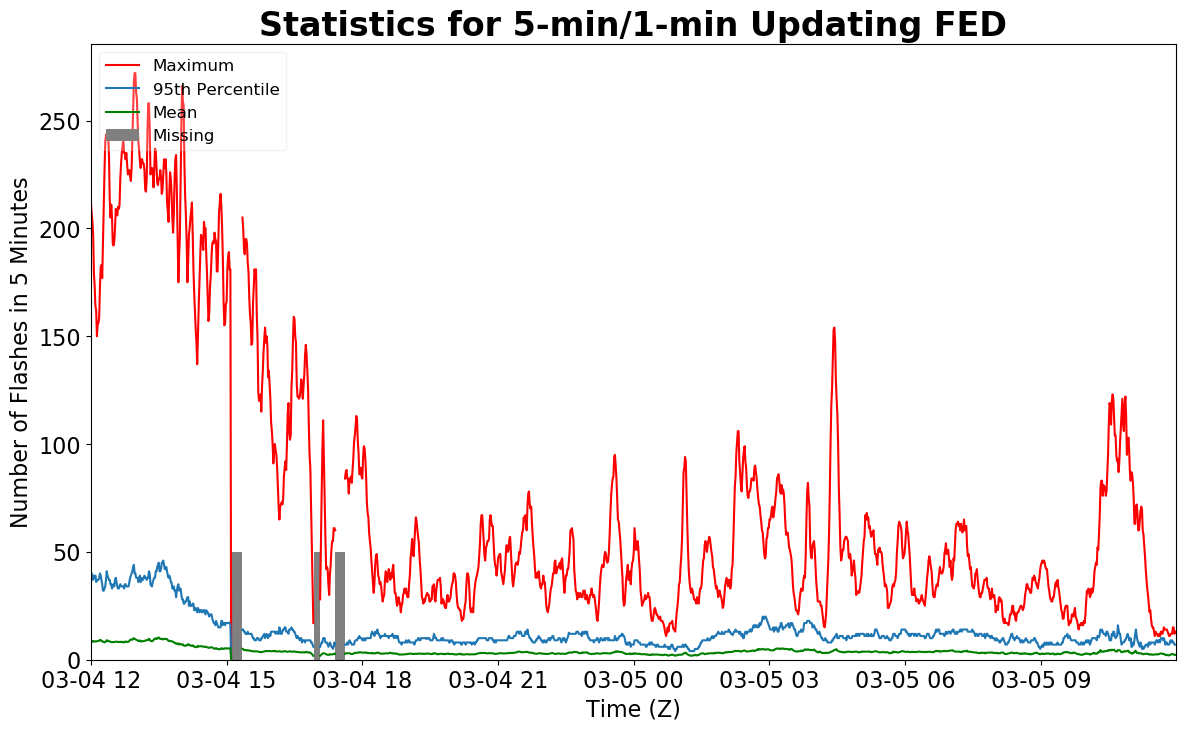 Statistics for 5-min/1-min Updating FED
Maximum
95th Percentile
Mean
Missing
Number of Flashes in 5 Minutes
250
200
150
100
50
0
03-04 12 03-04 15 03-04 18 03-04 21 03-05 00 03-05 03 03-05 06 03-05 09
Time (Z)